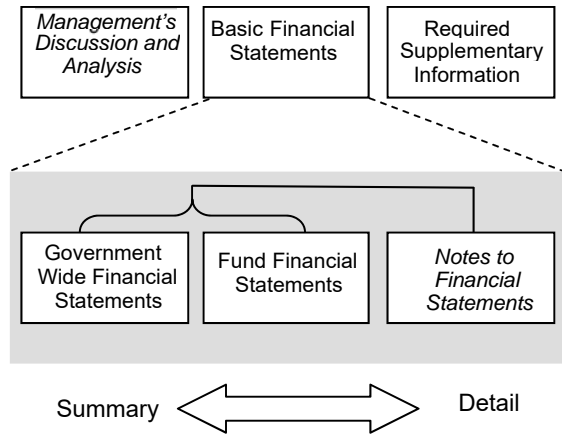 Management's
Discussion and
Analysis
Basic Financial
Statements
Required
Supplementary
Information
Government
Wide Financial
Statements
Fund Financial
Statements
Notes to
Financial
Statements
Summary
Detail